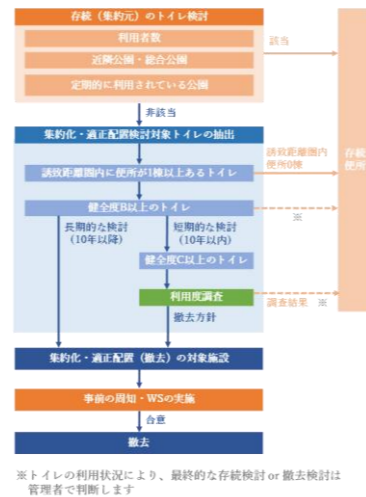 存続（集約元）のトイレ検討
利用者数
近隣公園・総合公園
定期的に利用されている公園
該当
非該当
集約化・適正配置検討対象トイレの抽出
誘致距離圏内に便所が1棟以上あるトイレ
誘致距離圏内
便所0棟
存続
便所
健全度B以上のトイレ
※
長期的な検討
(10年以降)
短期的な検討
(10年以内)
健全度C以上のトイレ
利用度調査
調査結果 ※
撤去方針
集約化・適正配置（撤去）の対象施設
事前の周知・WSの実施
合意
撤去
※トイレの利用状況により、最終的な存続検討 or 撤去検討は
管理者で判断します